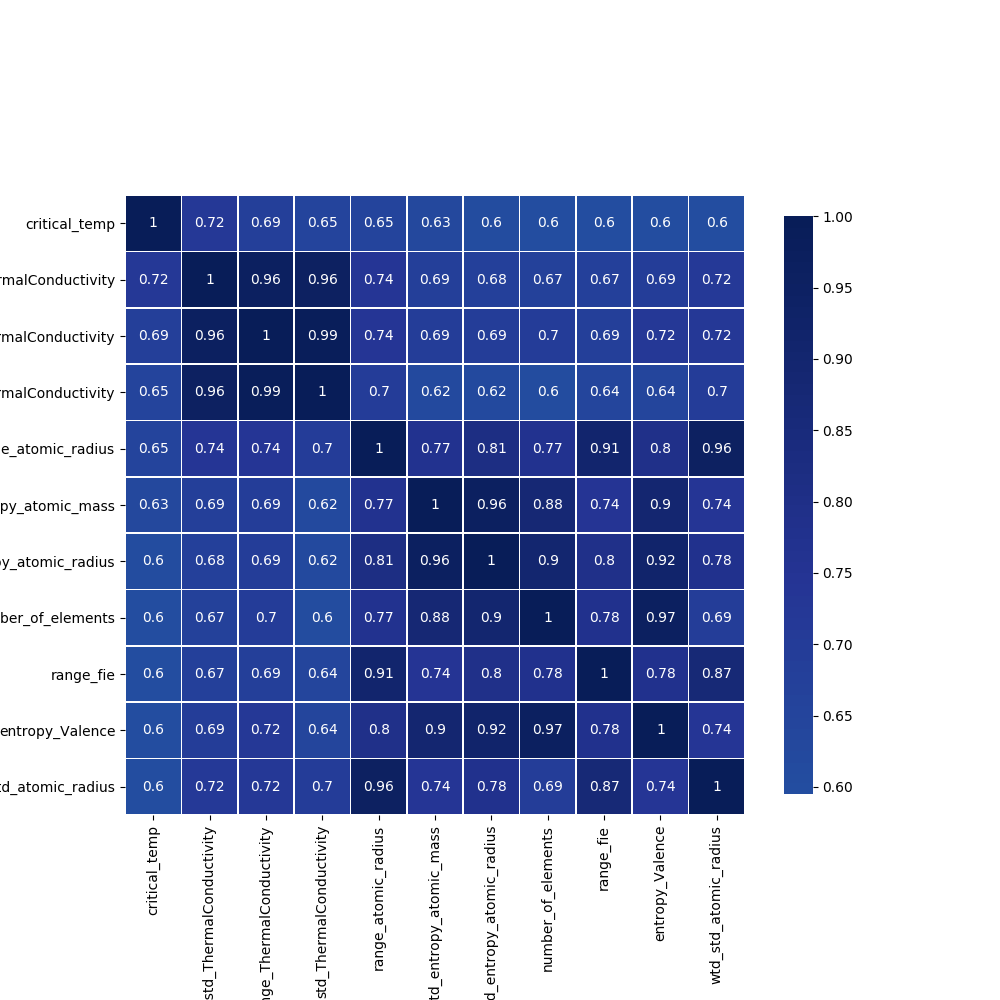 critical_temp 1 0.72 0.69 0.65 0.65 0.63 0.6 0.6 0.6 0.6 0.6
rmalConductivity 0.72 1 0.96 0.96 0.74 0.69 0.68 0.67 0.67 0.69 0.72
rmalConductivity 0.69 0.96 1 0.99 0.74 0.69 0.69 0.7 0.69 0.72 0.72
rmalConductivity 0.65 0.96 0.99 1 0.7 0.62 0.62 0.6 0.64 0.64 0.7
e_atomic_radius 0.65 0.74 0.74 0.7 1 0.77 0.81 0.77 0.91 0.8 0.96
py_atomic_mass 0.63 0.69 0.69 0.62 0.77 1 0.96 0.88 0.74 0.9 0.74
y_atomic_radius 0.6 0.68 0.69 0.62 0.81 0.96 1 0.9 0.8 0.92 0.78
ber_of_elements 0.6 0.67 0.7 0.6 0.77 0.88 0.9 1 0.78 0.97 0.69
range_fie 0.6 0.67 0.69 0.64 0.91 0.74 0.8 0.78 1 0.78 0.87
entropy_Valence 0.6 0.69 0.72 0.64 0.8 0.9 0.92 0.97 0.78 1 0.74
td_atomic_radius 0.6 0.72 0.72 0.7 0.96 0.74 0.78 0.69 0.87 0.74 1
critical_temp
std_ThermalConductivity
nge_ThermalConductivity
std_ThermalConductivity
range_atomic_radius
td_entropy_atomic_mass
d_entropy_atomic_radius
number_of_elements
range_fie
entropy_Valence
wtd_std_atomic_radius
1.00
0.95
0.90
0.85
0.80
0.75
0.70
0.65
0.60